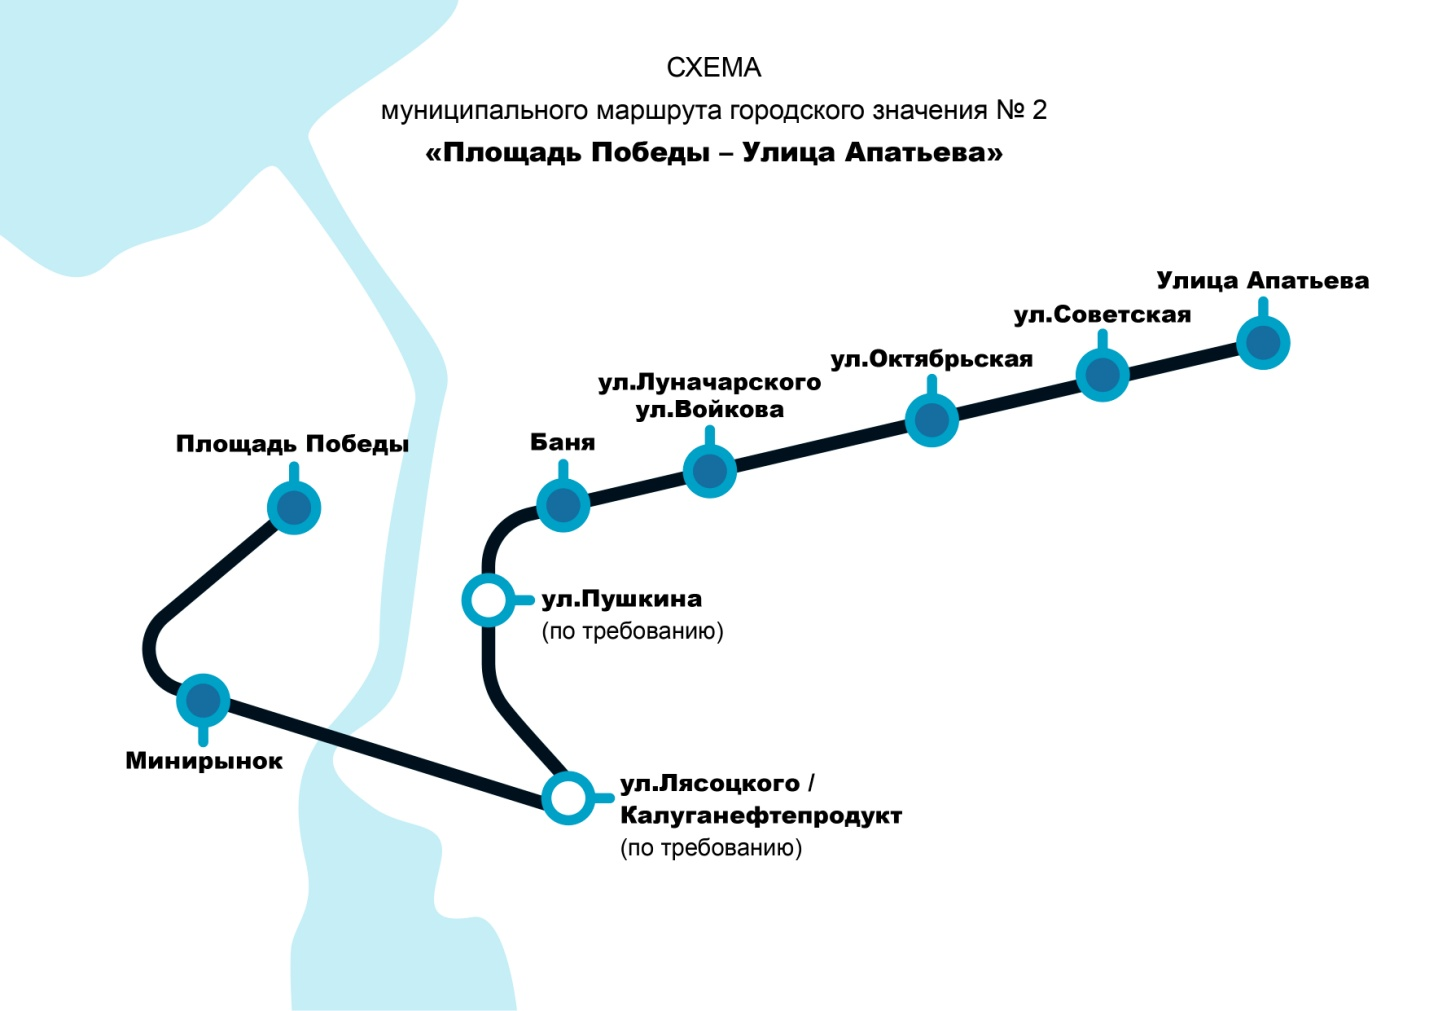 СХЕМА
муниципального маршрута городского значения № 2
«Площадь Победы – Улица Апатьева»
Улица Апатьева
ул.Советская
ул.Октябрьская
ул.Луначарского
ул.Войкова
Баня
Площадь Победы
ул.Пушкина
(по требованию)
Минирынок
ул.Лясоцкого /
Калуганефтепродукт
(по требованию)